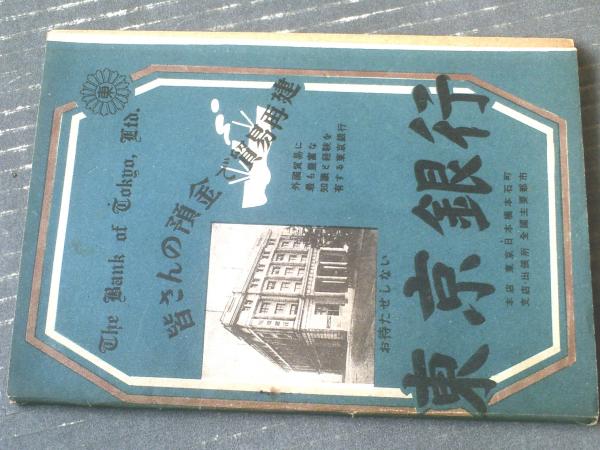 東
The Bank of Tokyo, Ltd.
皆さんの預金で貿易再建
外國貿易に
最も豊富な
知識と経験を
有する東京銀行
お待たせしない
東京銀行
本店 東京・日本橋本石町
支店出張所 全國主要都市